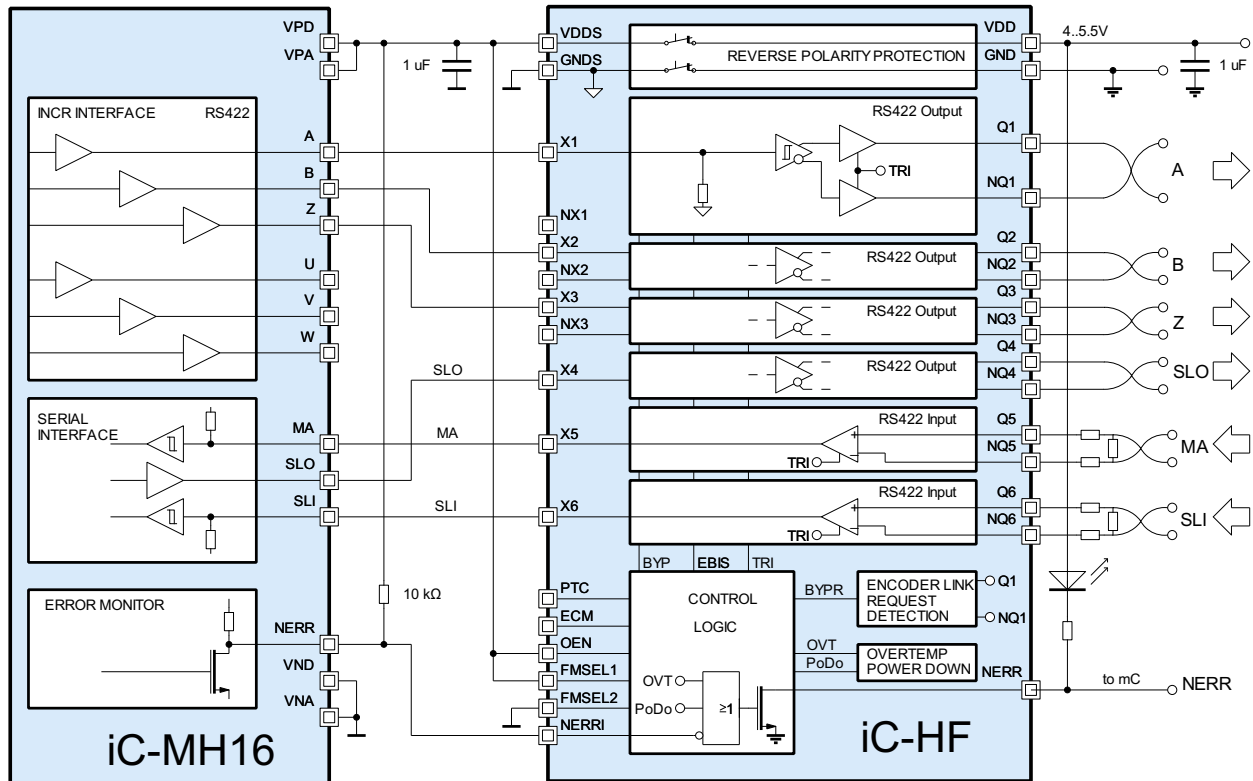 VPD
VPA
1 uF
VDDS
GNDS
REVERSE POLARITY PROTECTION
VDD
GND
4..5.5V
1 uF
INCR INTERFACE
RS422
A
B
Z
U
V
W
X1
NX1
X2
NX2
X3
NX3
X4
X5
X6
RS422 Output
TRI
RS422 Output
RS422 Output
RS422 Output
RS422 Input
TRI
RS422 Input
TRI
Q1
NQ1
Q2
NQ2
Q3
NQ3
Q4
NQ4
Q5
NQ5
Q6
NQ6
A
B
Z
SLO
MA
SLI
SERIAL
INTERFACE
MA
SLO
SLI
SLO
MA
SLI
BYP
EBIS
TRI
PTC
ECM
OEN
FMSEL1
FMSEL2
NERRI
CONTROL
LOGIC
OVT
PoDo
≥1
BYPR
ENCODER LINK
REQUEST
DETECTION
Q1
NQ1
OVT
PoDo
OVERTEMP
POWER DOWN
NERR
to mC
NERR
ERROR MONITOR
10 kΩ
NERR
VND
VNA
iC-MH16
iC-HF